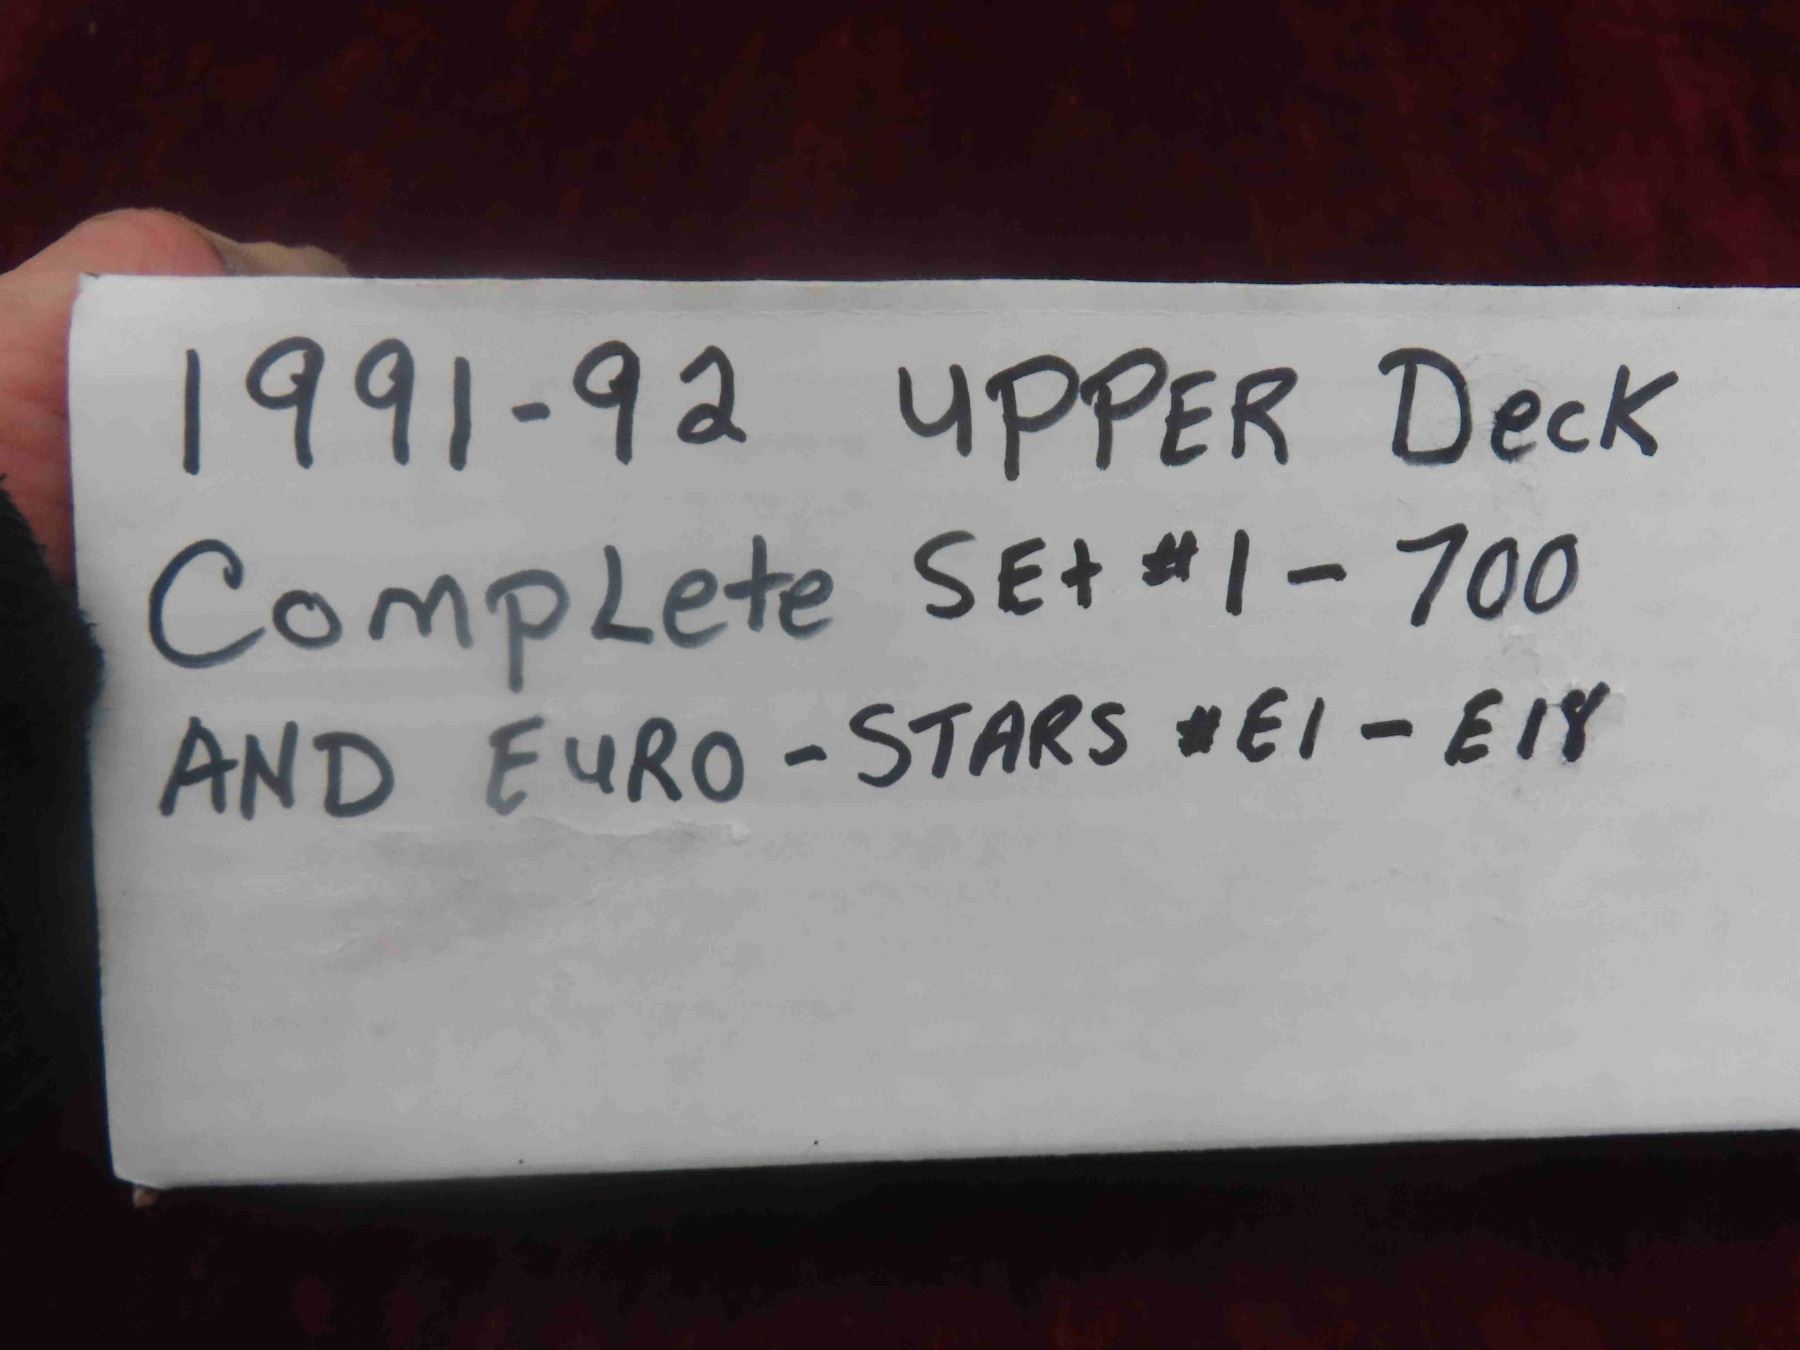 1991-92 UPPER Deck
CompLete SEt #1 - 700
AND EURO - STARS #E1 - E18